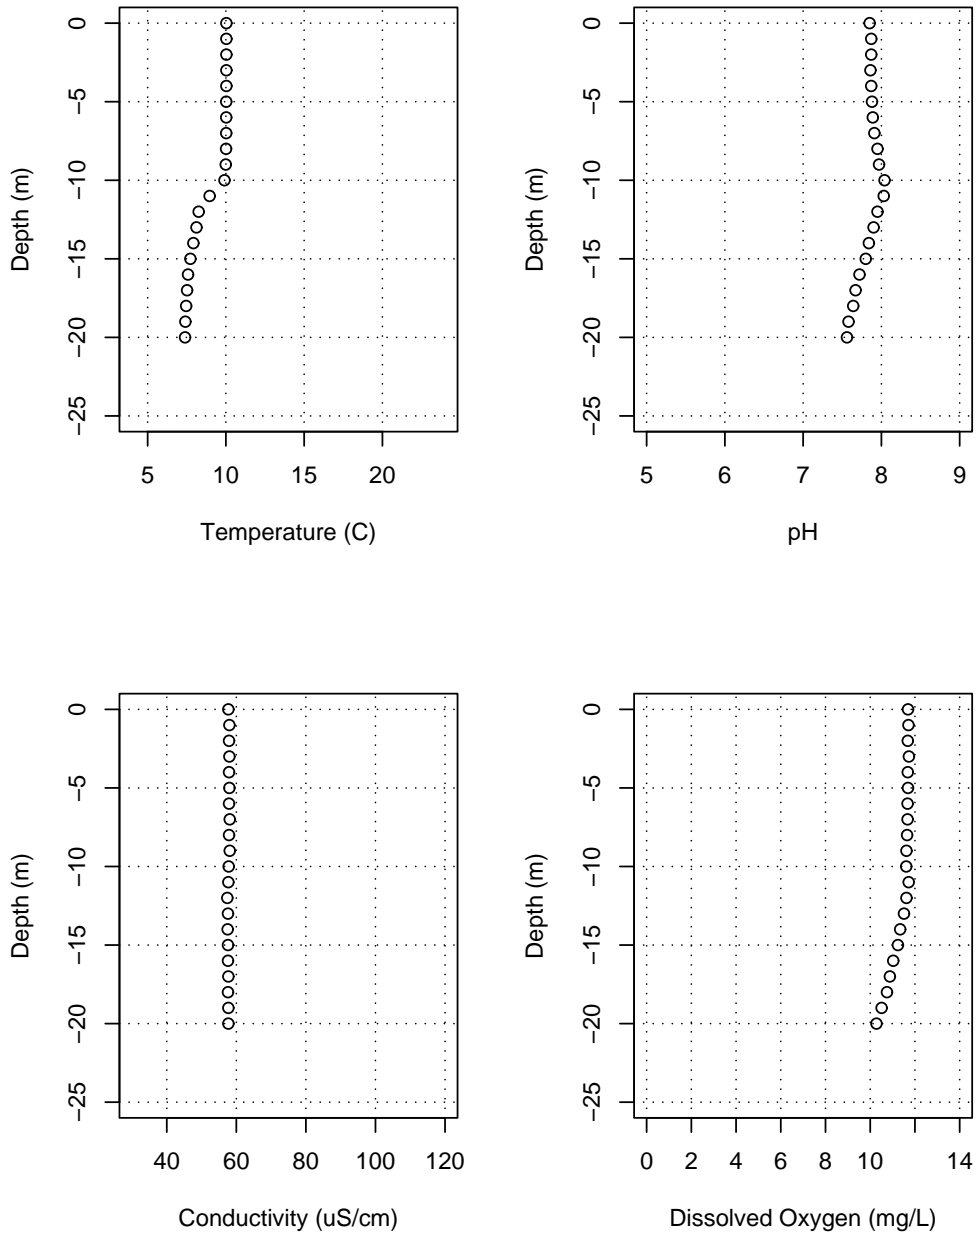 0
−5
−10
−15
−20
−25
Depth (m)
5 10 15 20
Temperature (C)
0
−5
−10
−15
−20
−25
Depth (m)
5 6 7 8 9
pH
0
−5
−10
−15
−20
−25
Depth (m)
40 60 80 100 120
Conductivity (uS/cm)
0
−5
−10
−15
−20
−25
Depth (m)
0 2 4 6 8 10 14
Dissolved Oxygen (mg/L)